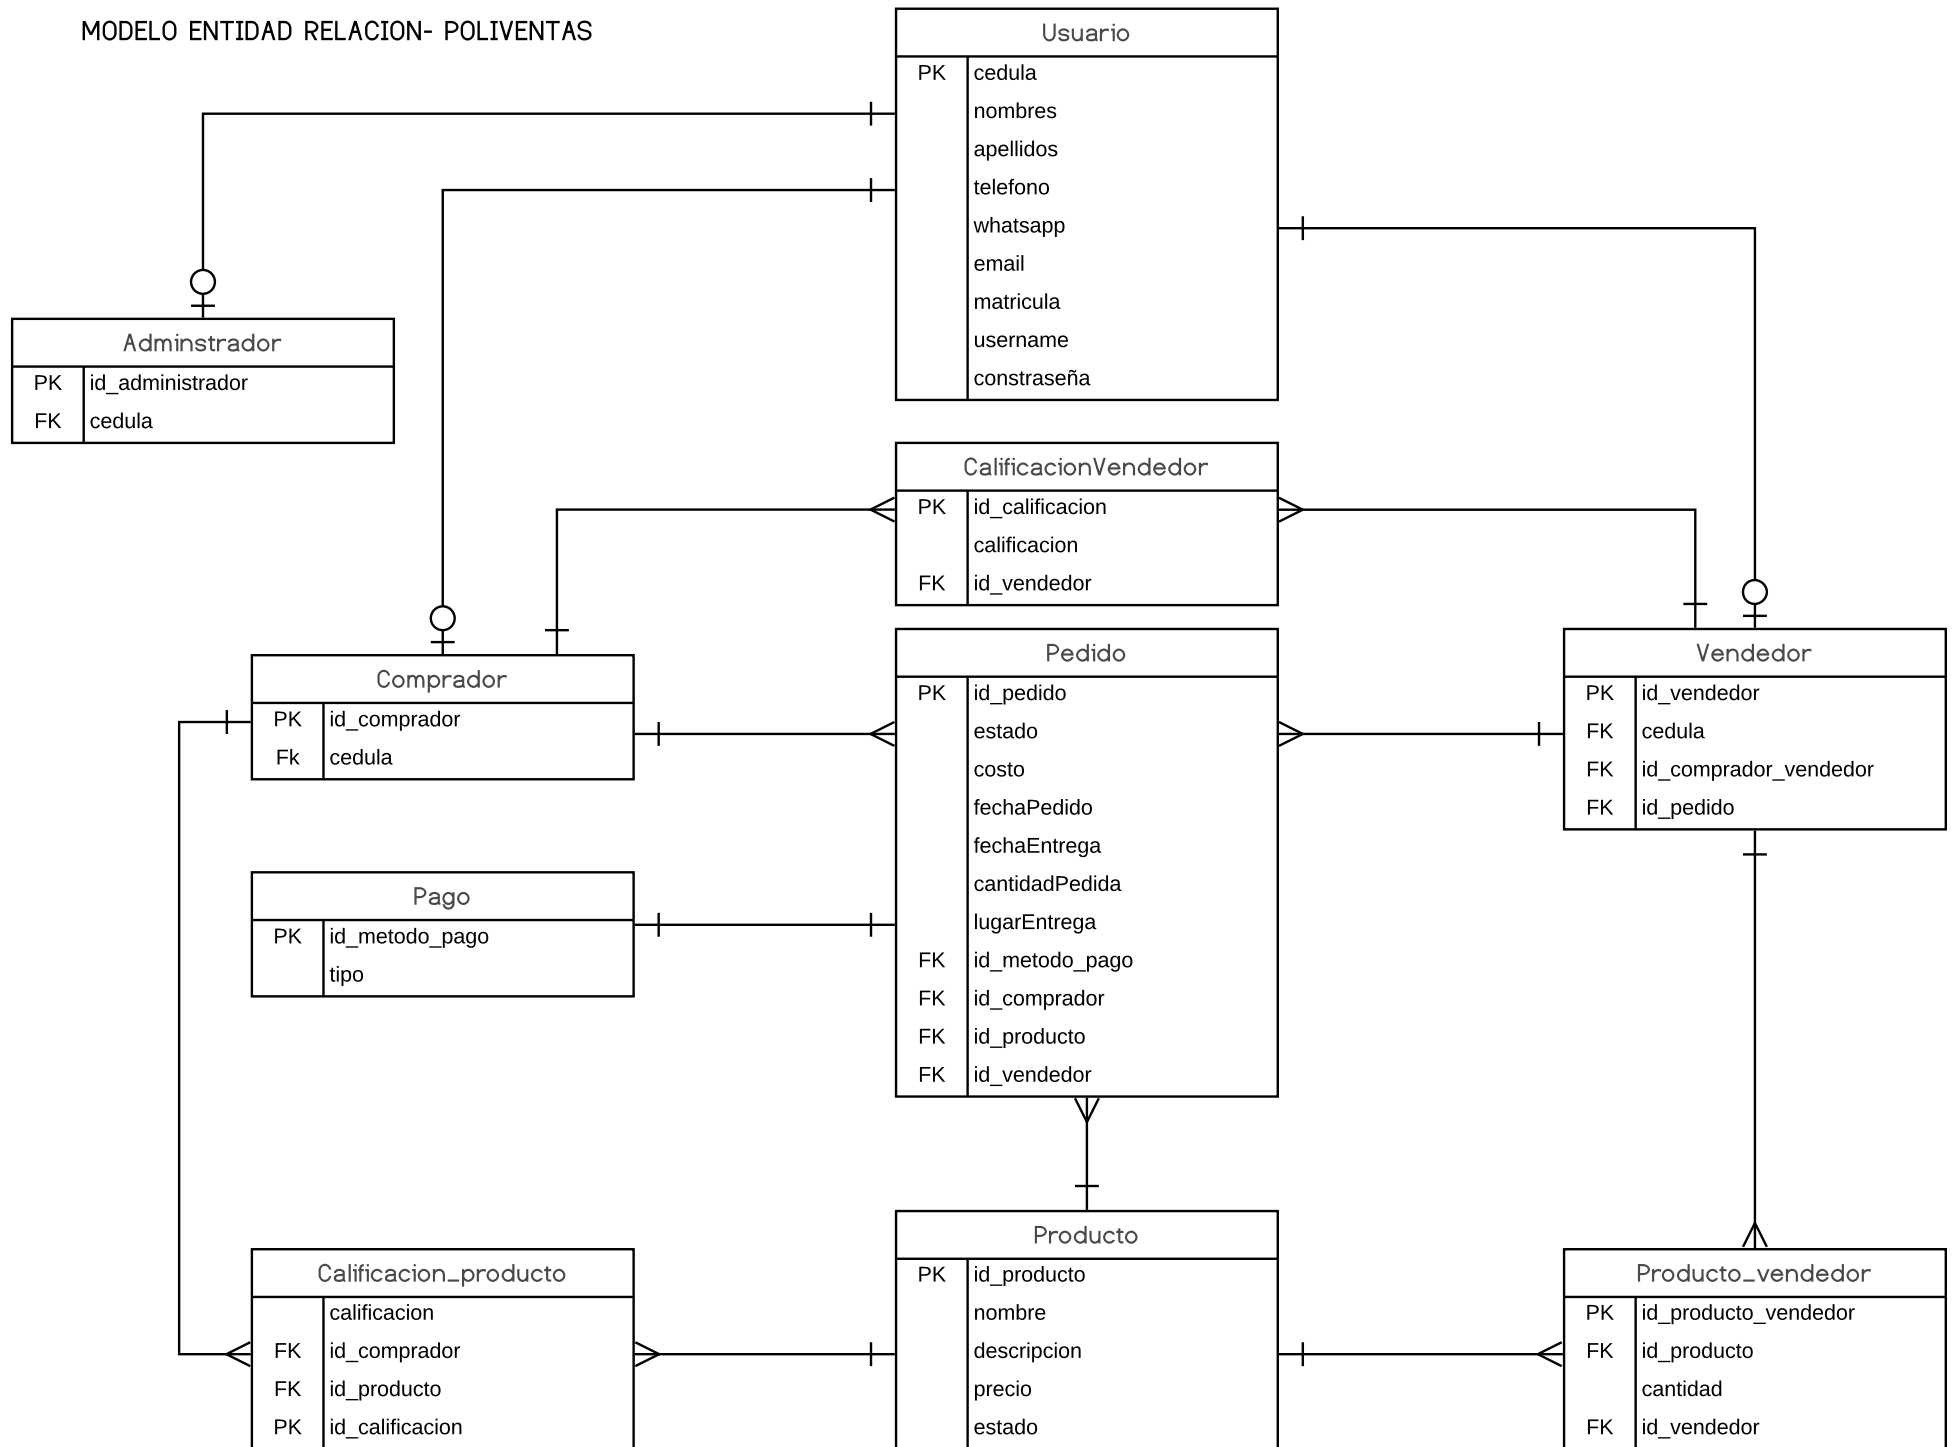 MODELO ENTIDAD RELACION- POLIVENTAS
Usuario
PK cedula
nombres
apellidos
telefono
whatsapp
email
matricula
username
constraseña
Adminstrador
PK id_administrador
FK cedula
CalificacionVendedor
PK id_calificacion
calificacion
FK id_vendedor
Comprador
PK id_comprador
Fk cedula
Pedido
PK id_pedido
estado
costo
fechaPedido
fechaEntrega
cantidadPedida
lugarEntrega
FK id_metodo_pago
FK id_comprador
FK id_producto
FK id_vendedor
Vendedor
PK id_vendedor
FK cedula
FK id_comprador_vendedor
FK id_pedido
Pago
PK id_metodo_pago
tipo
Calificacion_producto
calificacion
FK id_comprador
FK id_producto
PK id_calificacion
Producto
PK id_producto
nombre
descripcion
precio
estado
Producto_vendedor
PK id_producto_vendedor
FK id_producto
cantidad
FK id_vendedor